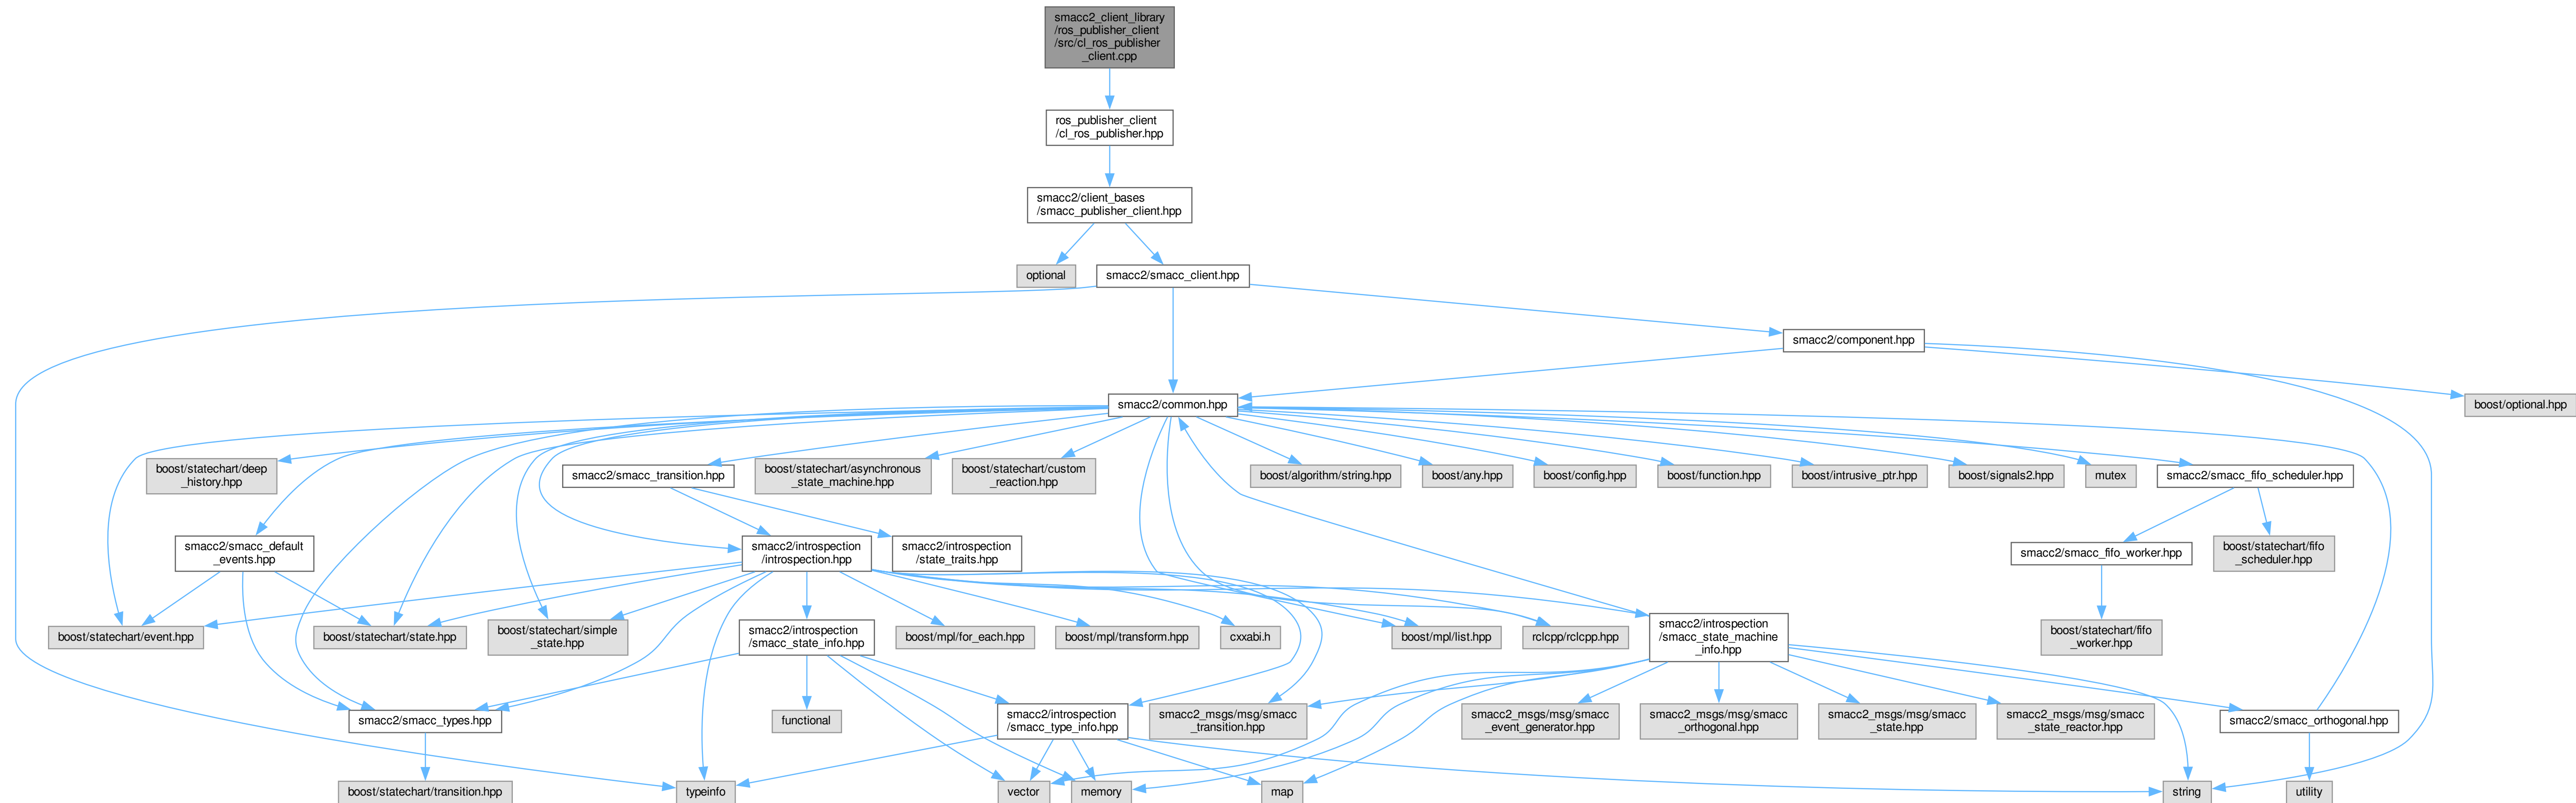 smacc2_client_library
/ros_publisher_client
/src/cl_ros_publisher
_client.cpp
ros_publisher_client
/cl_ros_publisher.hpp
smacc2/client_bases
/smacc_publisher_client.hpp
optional
smacc2/smacc_client.hpp
smacc2/component.hpp
smacc2/common.hpp
boost/optional.hpp
boost/statechart/deep
_history.hpp
smacc2/smacc_transition.hpp
boost/statechart/asynchronous
_state_machine.hpp
boost/statechart/custom
_reaction.hpp
boost/algorithm/string.hpp
boost/any.hpp
boost/config.hpp
boost/function.hpp
boost/intrusive_ptr.hpp
boost/signals2.hpp
mutex
smacc2/smacc_fifo_scheduler.hpp
smacc2/smacc_default
_events.hpp
smacc2/introspection
/introspection.hpp
smacc2/introspection
/state_traits.hpp
smacc2/smacc_fifo_worker.hpp
boost/statechart/fifo
_scheduler.hpp
boost/statechart/event.hpp
boost/statechart/state.hpp
boost/statechart/simple
_state.hpp
smacc2/introspection
/smacc_state_info.hpp
boost/mpl/for_each.hpp
boost/mpl/transform.hpp
cxxabi.h
boost/mpl/list.hpp
rclcpp/rclcpp.hpp
smacc2/introspection
/smacc_state_machine
_info.hpp
boost/statechart/fifo
_worker.hpp
smacc2/smacc_types.hpp
functional
smacc2/introspection
/smacc_type_info.hpp
smacc2_msgs/msg/smacc
_transition.hpp
smacc2_msgs/msg/smacc
_event_generator.hpp
smacc2_msgs/msg/smacc
_orthogonal.hpp
smacc2_msgs/msg/smacc
_state.hpp
smacc2_msgs/msg/smacc
_state_reactor.hpp
smacc2/smacc_orthogonal.hpp
boost/statechart/transition.hpp
typeinfo
vector
memory
map
string
utility